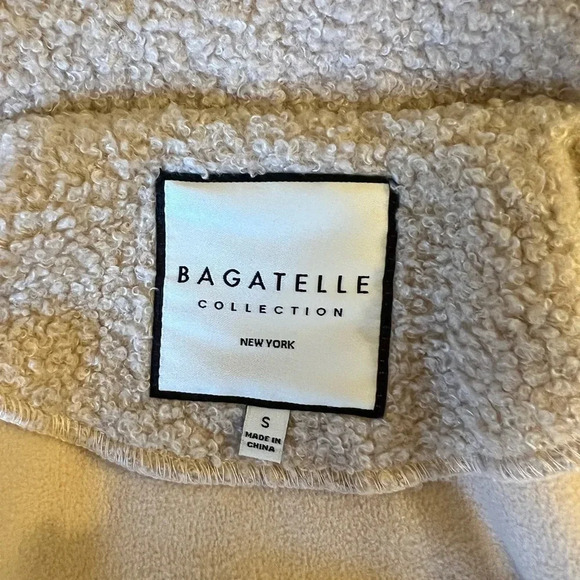 BAGATELLE
COLLECTION
NEW YORK
S
MADE IN
CHINA